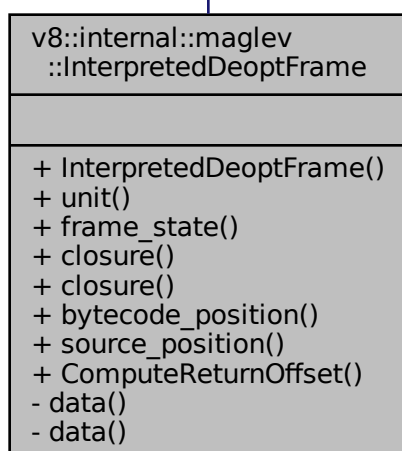 v8::internal::maglev
::InterpretedDeoptFrame
+ InterpretedDeoptFrame()
+ unit()
+ frame_state()
+ closure()
+ closure()
+ bytecode_position()
+ source_position()
+ ComputeReturnOffset()
- data()
- data()